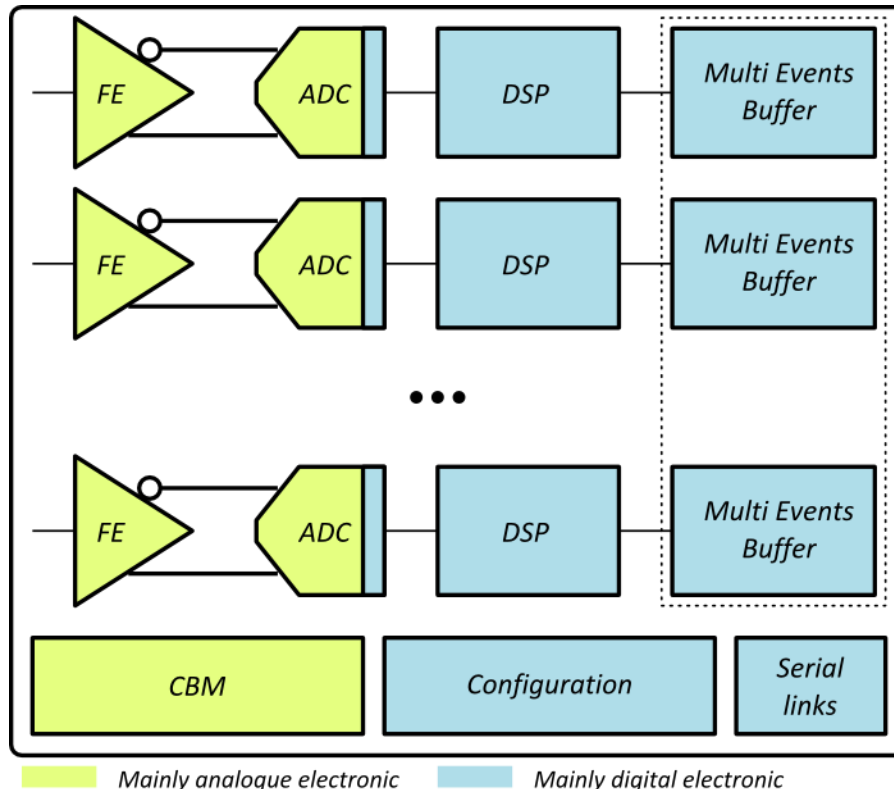 FE
ADC
DSP
Multi Events
Buffer
FE
ADC
DSP
Multi Events
Buffer
FE
ADC
DSP
Multi Events
Buffer
CBM
Configuration
Serial
links
Mainly analogue electronic
Mainly digital electronic